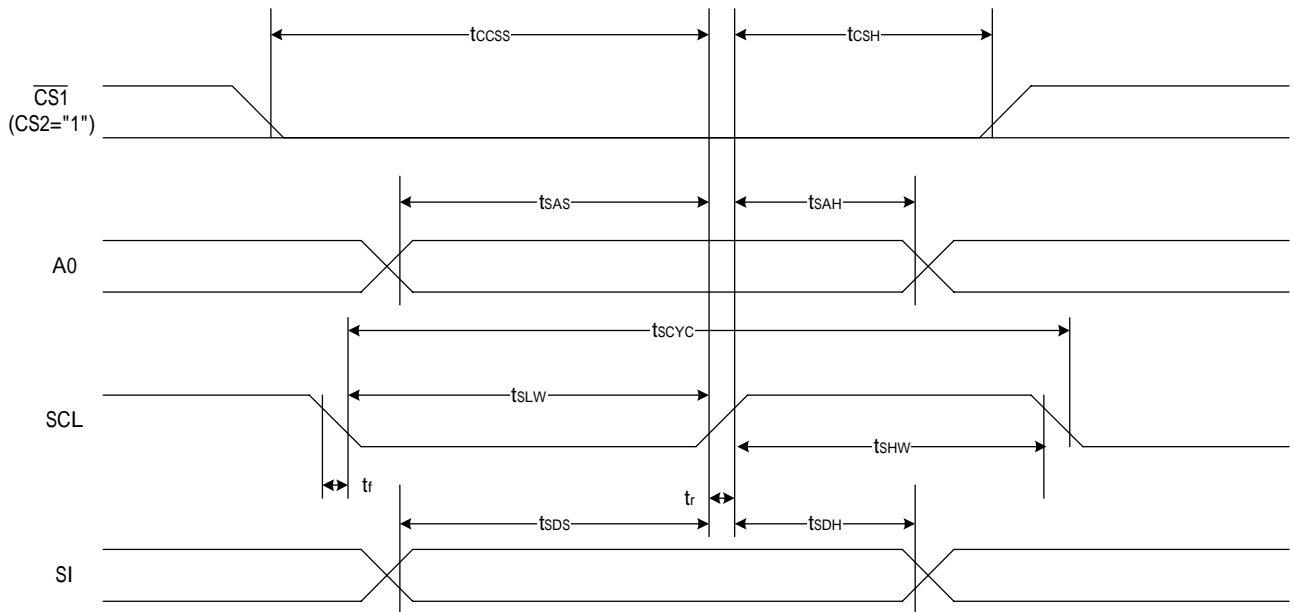 tCCSS
tCSH
CS1
(CS2="1")
tSAS
tSAH
A0
tSCYC
tSLW
SCL
tSHW
tf
tr
tSDS
tSDH
SI